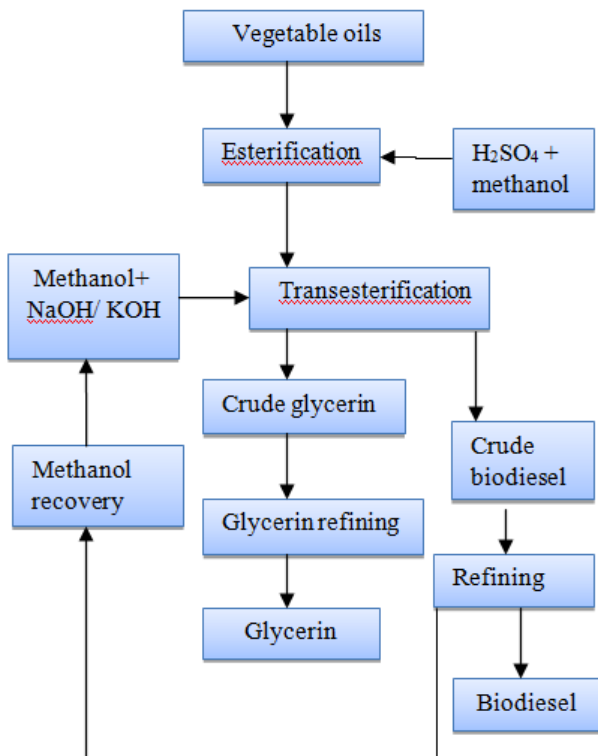 Vegetable oils
Esterification
H₂SO₄ +
methanol
Methanol+
NaOH/ KOH
Transesterification
Crude glycerin
Crude
biodiesel
Methanol
recovery
Glycerin refining
Refining
Glycerin
Biodiesel